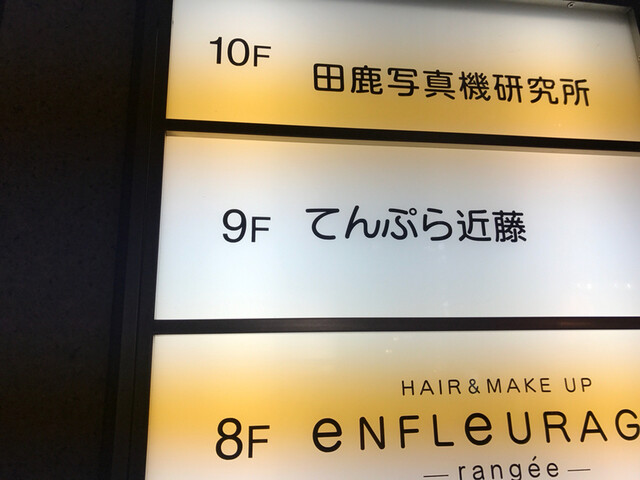 10F 田鹿写真機研究所
9F てんぷら近藤
HAIR & MAKE UP
8F eNFLeURAG
— rangée —